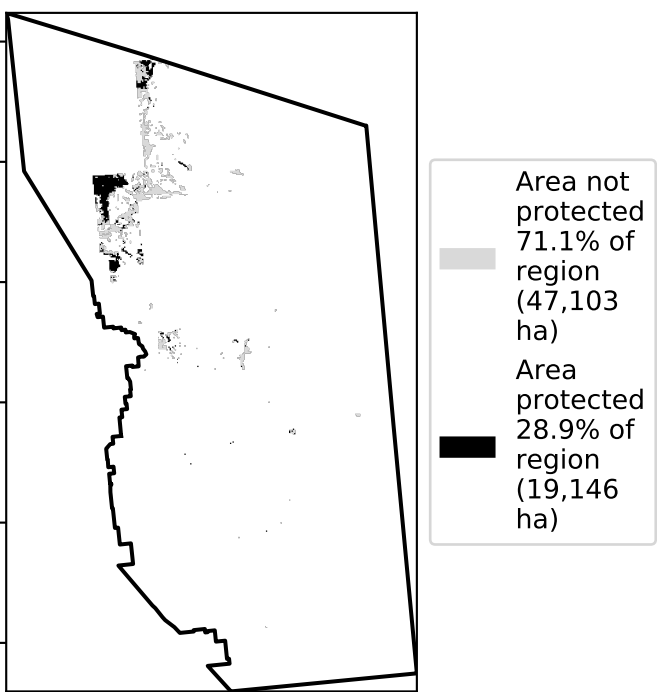 Area not
protected
71.1% of
region
(47,103
ha)
Area
protected
28.9% of
region
(19,146
ha)